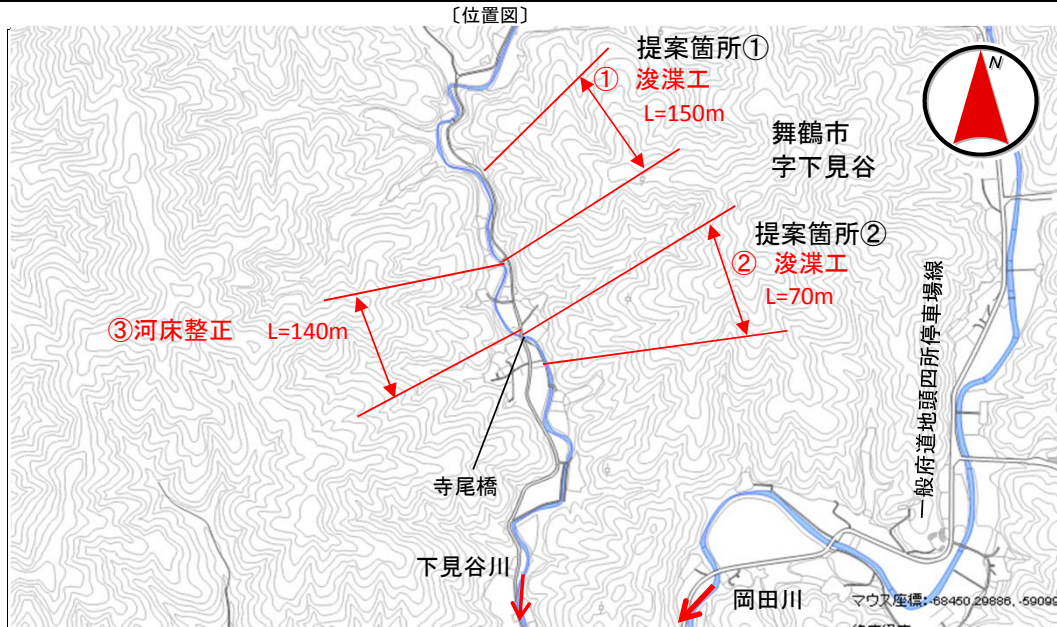 〔位置図〕
提案箇所①
① 浚渫工
L=150m
N
舞鶴市
字下見谷
提案箇所②
② 浚渫工
L=70m
③河床整正 L=140m
一般府道地頭四所停車場線
寺尾橋
下見谷川
岡田川
マウス座標:-68450.29886, -59099